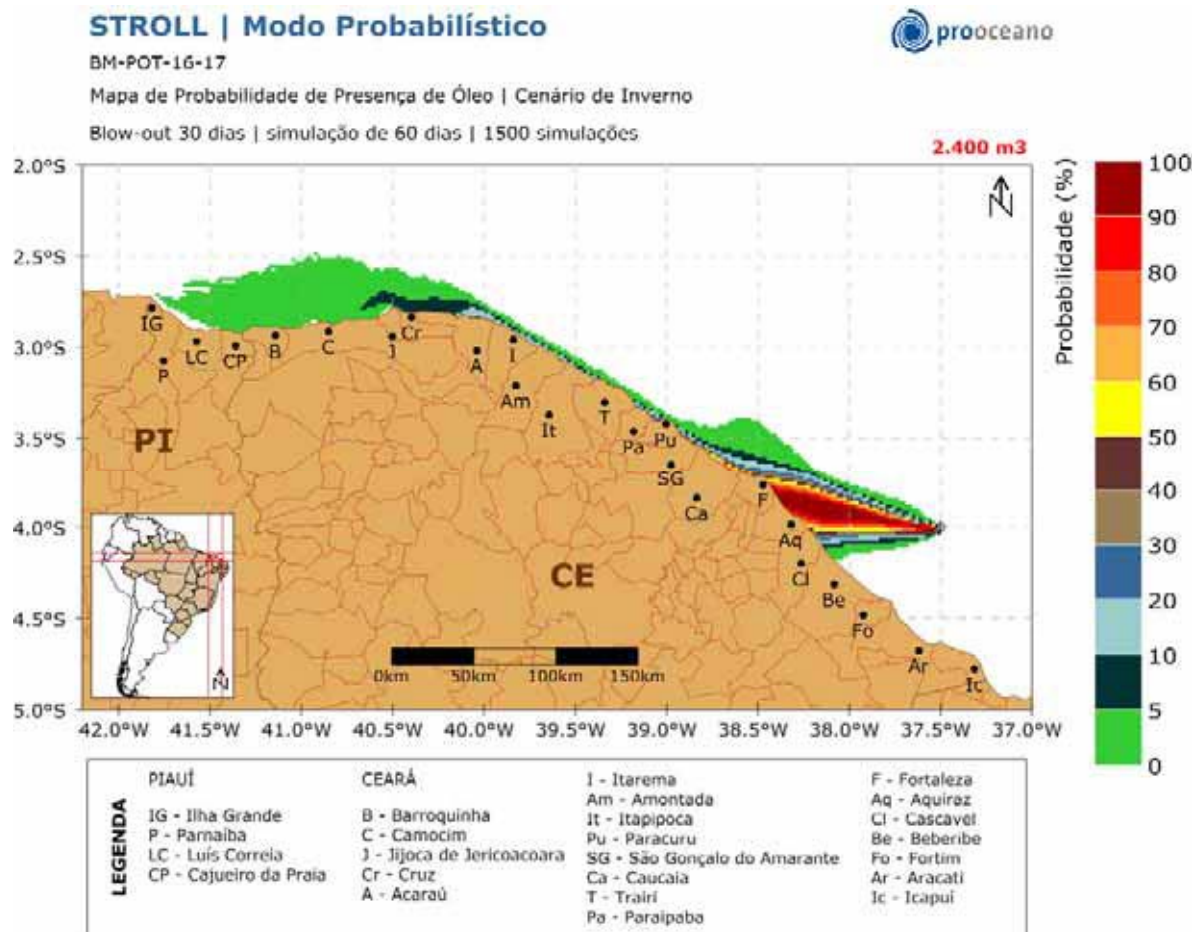 STROLL | Modo Probabilístico
prooceano
BM-POT-16-17
Mapa de Probabilidade de Presença de Óleo | Cenário de Inverno
Blow-out 30 dias | simulação de 60 dias | 1500 simulações
2.400 m3
2.0°S
2.5°S
3.0°S
3.5°S
4.0°S
4.5°S
5.0°S
42.0°W 41.5°W 41.0°W 40.5°W 40.0°W 39.5°W 39.0°W 38.5°W 38.0°W 37.5°W 37.0°W
N
IG
P
LC
CP
B
C
J
Cr
A
I
Am
It
T
Pa
Pu
SG
Ca
F
Aq
Cl
Be
Fo
Ar
Ic
PI
CE
N
0km 50km 100km 150km
Probabilidade (%)
100
90
80
70
60
50
40
30
20
10
5
0
LEGENDA
PIAUÍ
IG - Ilha Grande
P - Parnaíba
LC - Luís Correia
CP - Cajueiro da Praia
CEARÁ
B - Barroquinha
C - Camocim
J - Jijoca de Jericoacoara
Cr - Cruz
A - Acaraú
I - Itarema
Am - Amontada
It - Itapipoca
Pu - Paracuru
SG - São Gonçalo do Amarante
Ca - Caucaia
T - Trairi
Pa - Paraipaba
F - Fortaleza
Aq - Aquiraz
Cl - Cascavel
Be - Beberibe
Fo - Fortim
Ar - Aracati
Ic - Icapuí